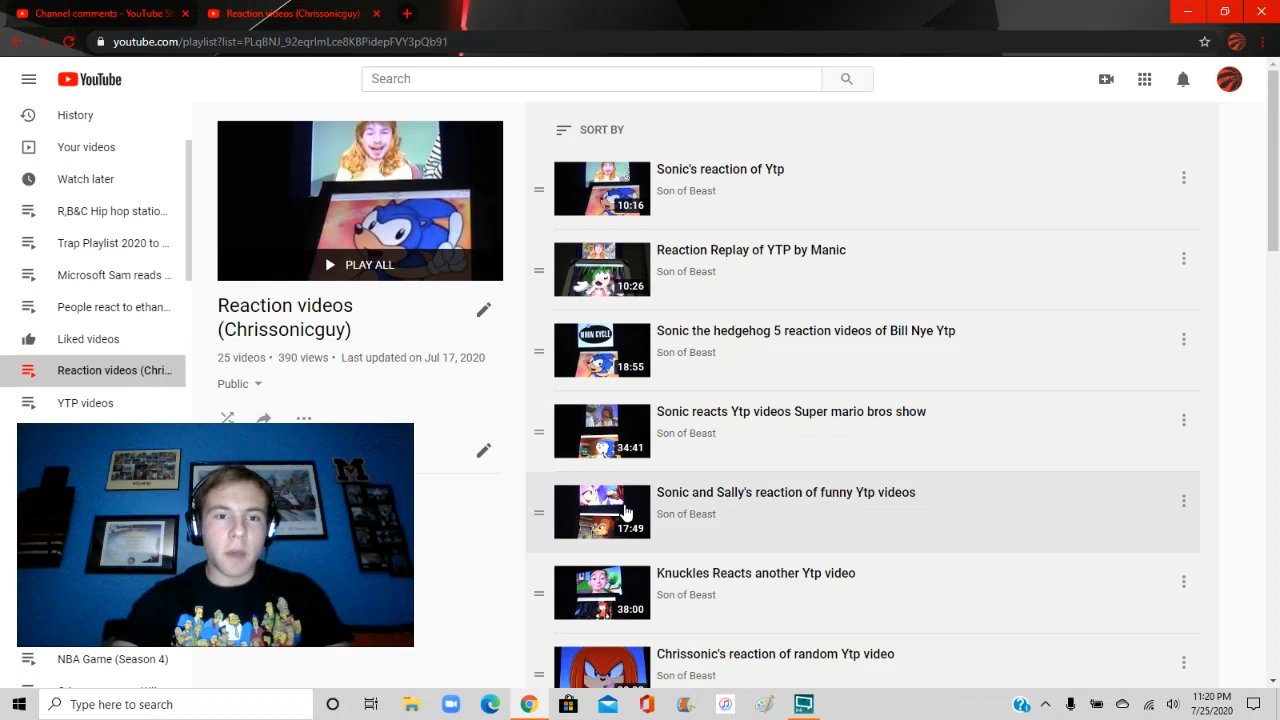 Channel comments - YouTube S
Reaction videos (Chrissonicguy)
youtube.com/playlist?list=PLqBNJ_92eqrImLce8KBPidepFVY3pQb91
YouTube
Search
History
Your videos
Watch later
R,B&C Hip hop statio...
Trap Playlist 2020 to ...
Microsoft Sam reads ...
People react to ethan...
Liked videos
Reaction videos (Chri...
YTP videos
NBA Game (Season 4)
PLAY ALL
Reaction videos
(Chrissonicguy)
25 videos • 390 views • Last updated on Jul 17, 2020
Public
SORT BY
Sonic's reaction of Ytp
Son of Beast
10:16
Reaction Replay of YTP by Manic
Son of Beast
10:26
Sonic the hedgehog 5 reaction videos of Bill Nye Ytp
Son of Beast
18:55
Sonic reacts Ytp videos Super mario bros show
Son of Beast
34:41
Sonic and Sally's reaction of funny Ytp videos
Son of Beast
17:49
Knuckles Reacts another Ytp video
Son of Beast
38:00
Chrissonic's reaction of random Ytp video
Son of Beast
Type here to search
11:20 PM
7/25/2020